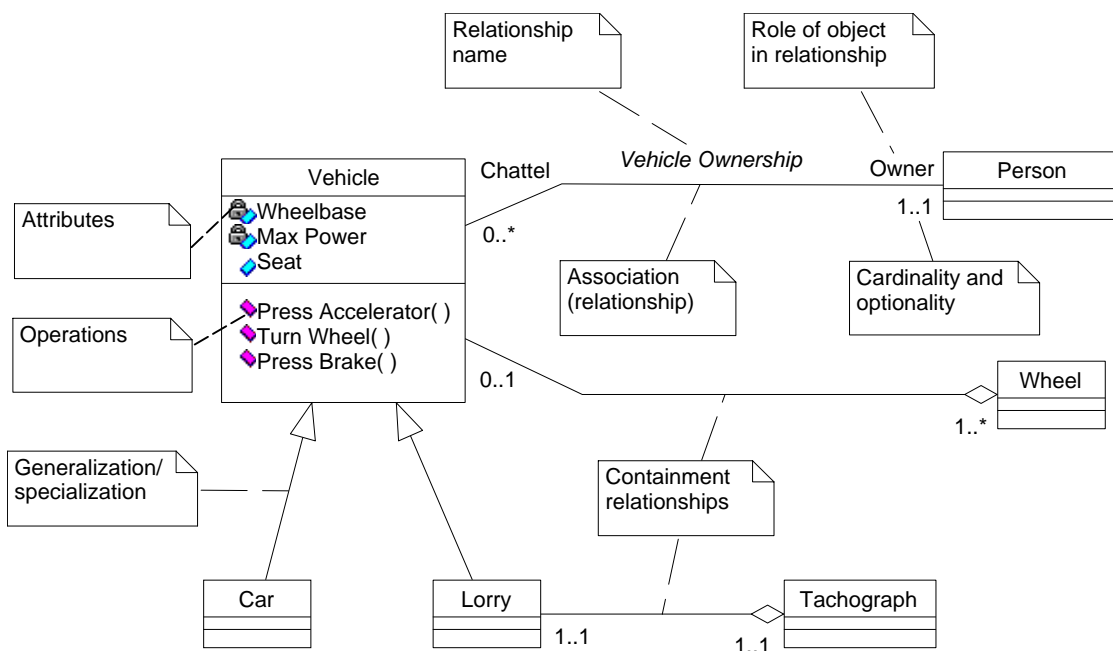 Relationship
name
Role of object
in relationship
Vehicle
Chattel
Vehicle Ownership
Owner
Person
Attributes
Wheelbase
Max Power
Seat
0..*
1..1
Association
(relationship)
Cardinality and
optionality
Operations
Press Accelerator( )
Turn Wheel( )
Press Brake( )
0..1
Wheel
1..*
Generalization/
specialization
Containment
relationships
Car
Lorry
Tachograph
1..1
1..1